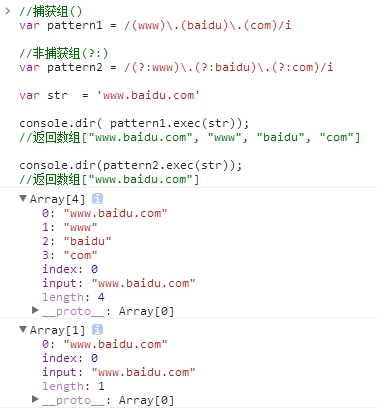 //捕获组()
var pattern1 = /(www)\.(baidu)\.(com)/i
//非捕获组(?:)
var pattern2 = /(?:www)\.(?:baidu)\.(?:com)/i
var str  = 'www.baidu.com'
console.dir( pattern1.exec(str));
//返回数组["www.baidu.com", "www", "baidu", "com"]
console.dir(pattern2.exec(str));
//返回数组["www.baidu.com"]
▼Array[4] i
0: "www.baidu.com"
1: "www"
2: "baidu"
3: "com"
index: 0
input: "www.baidu.com"
length: 4
▶__proto__: Array[0]
▼Array[1] i
0: "www.baidu.com"
index: 0
input: "www.baidu.com"
length: 1
▶__proto__: Array[0]